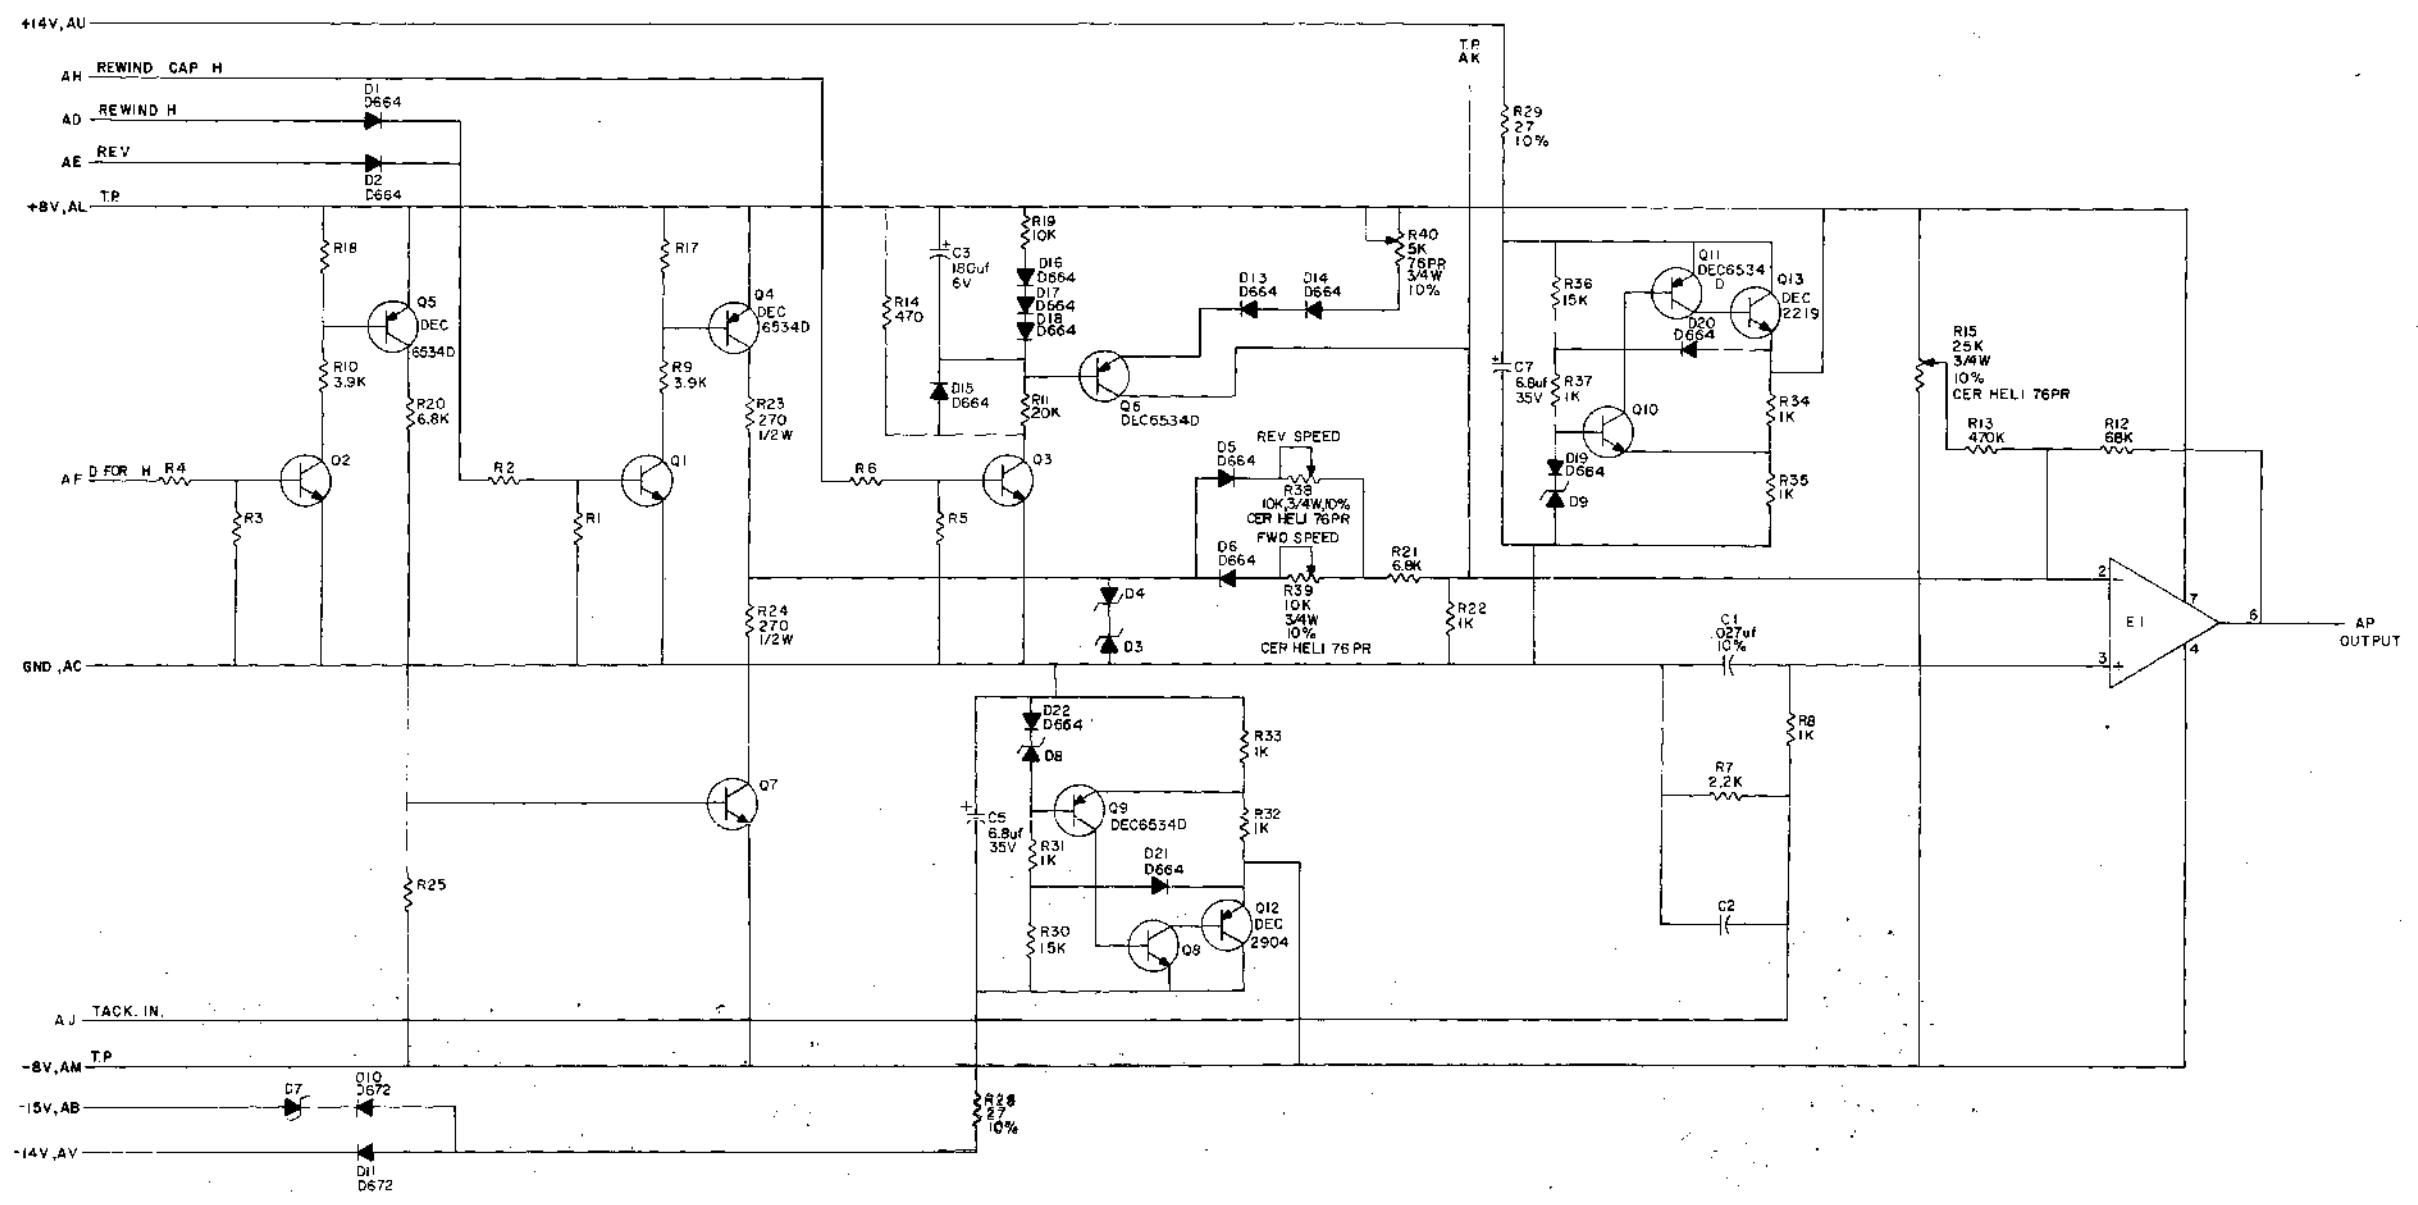 +14V,AU
T.P.
AK
AH REWIND CAP H
D1
D664
AD REWIND H
R29
27
10%
AE REV
D2
D664
+8V,AL T.P.
R18
R17
R19
10K
C3
180uf
6V
D16
D664
D17
D664
D18
D664
R14
470
R40
5K
76PR
3/4W
10%
D13
D664
D14
D664
Q11
DEC6534
D
Q13
DEC
2219
R36
15K
D20
D664
Q5
DEC
6534D
Q4
DEC
6534D
R15
25K
3/4W
10%
CER HELI 76PR
R10
3.9K
R9
3.9K
D15
D664
R11
20K
Q6
DEC6534D
C7
6.8uf
35V
R37
1K
R34
1K
R20
6.8K
R23
270
1/2W
Q10
R13
470K
R12
68K
REV SPEED
D5
D664
R38
10K,3/4W,10%
CER HELI 76PR
AF D FOR H R4
Q2
R2
Q1
R6
Q3
D19
D664
D9
R35
1K
R3
R1
R5
FWD SPEED
D6
D664
R21
6.8K
R39
10K
3/4W
10%
CER HELI 76PR
D4
D3
R24
270
1/2W
R22
1K
C1
.027uf
10%
2
−
7
E1
6
AP
OUTPUT
3
+
4
GND,AC
D22
D664
D8
R33
1K
R8
1K
R7
2.2K
Q7
Q9
DEC6534D
R32
1K
C5
6.8uf
35V
R31
1K
D21
D664
R25
Q12
DEC
2904
C2
R30
15K
Q8
AJ TACK. IN.
-8V,AM T.P
D7
D10
D672
-15V,AB
R28
27
10%
-14V,AV
D11
D672